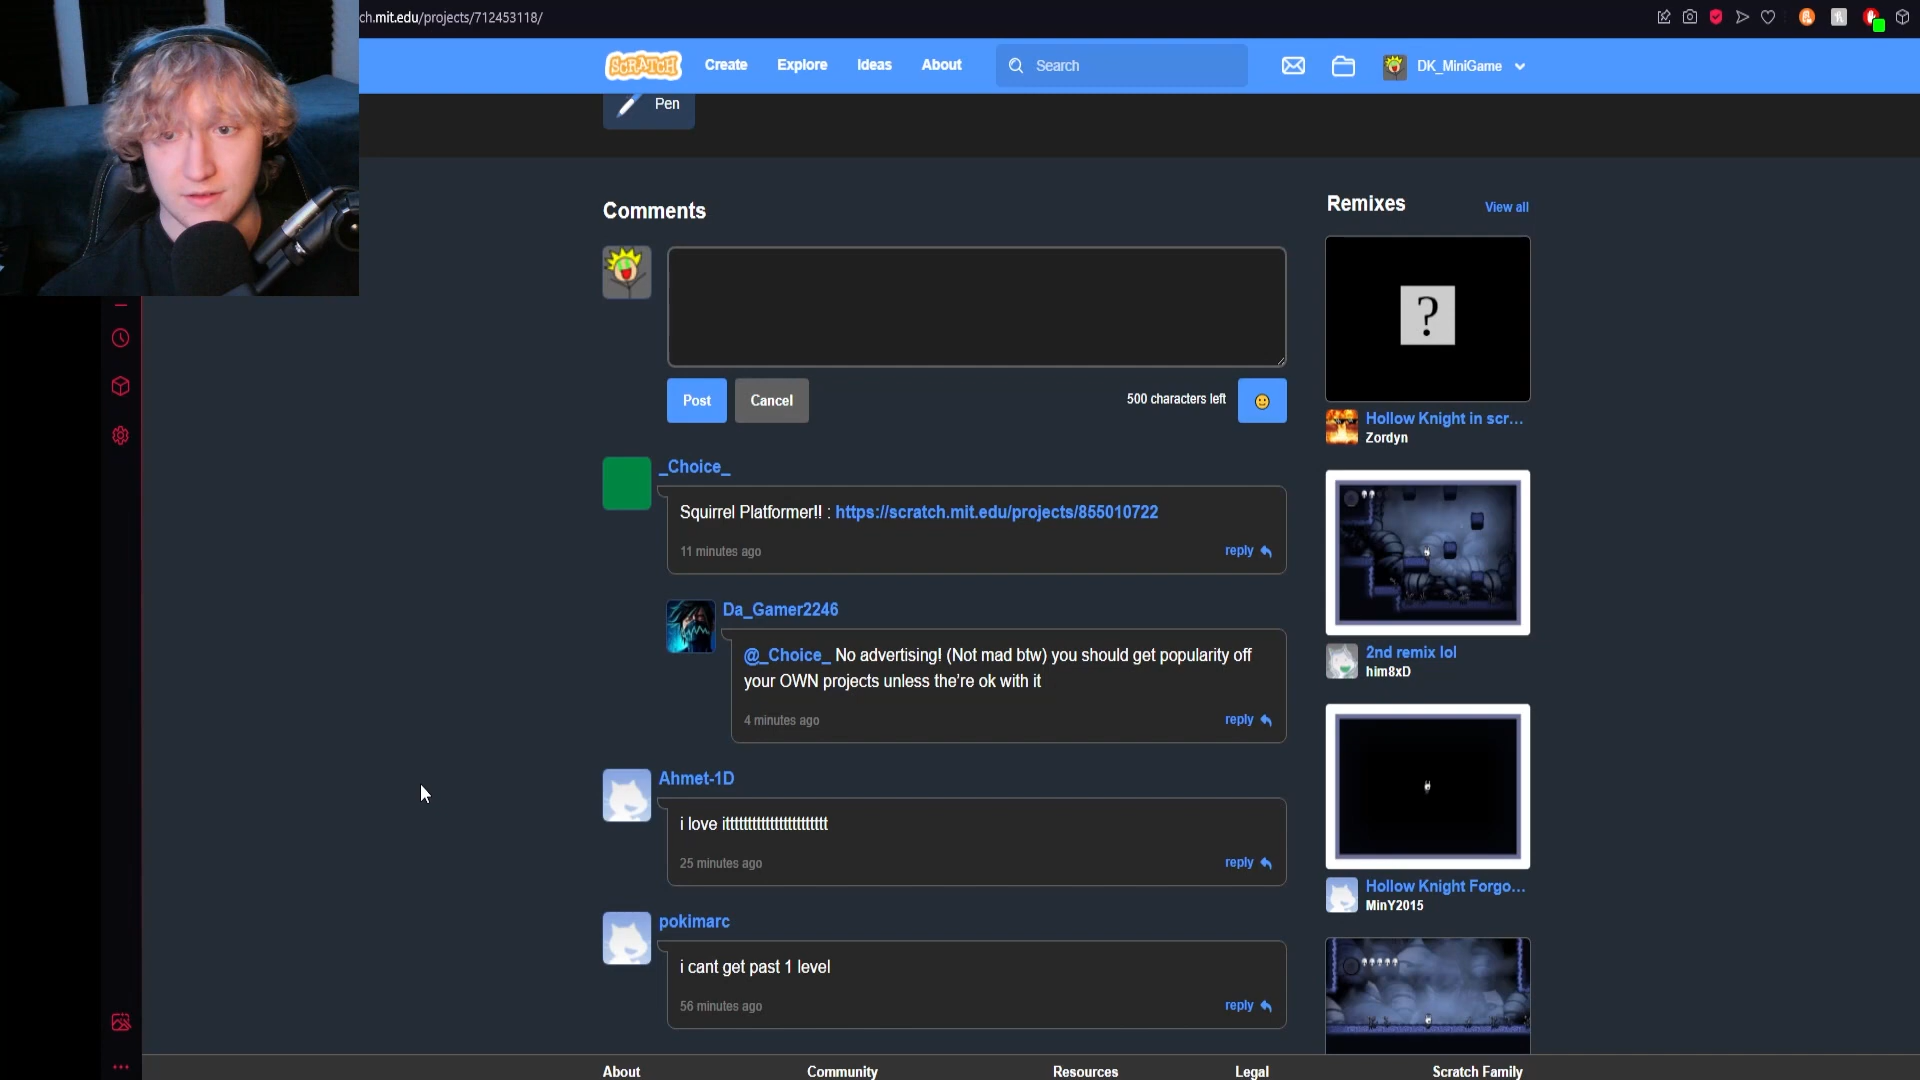 ch.mit.edu/projects/712453118/
SCRATCH
Create
Explore
Ideas
About
Search
DK_MiniGame
Pen
Comments
Remixes
View all
Post
Cancel
500 characters left
?
Hollow Knight in scr...
Zordyn
_Choice_
Squirrel Platformer!! : https://scratch.mit.edu/projects/855010722
11 minutes ago
reply
Da_Gamer2246
@_Choice_ No advertising! (Not mad btw) you should get popularity off
your OWN projects unless the're ok with it
4 minutes ago
reply
2nd remix lol
him8xD
Ahmet-1D
i love itttttttttttttttttttttttt
25 minutes ago
reply
Hollow Knight Forgo...
MinY2015
pokimarc
i cant get past 1 level
56 minutes ago
reply
About
Community
Resources
Legal
Scratch Family